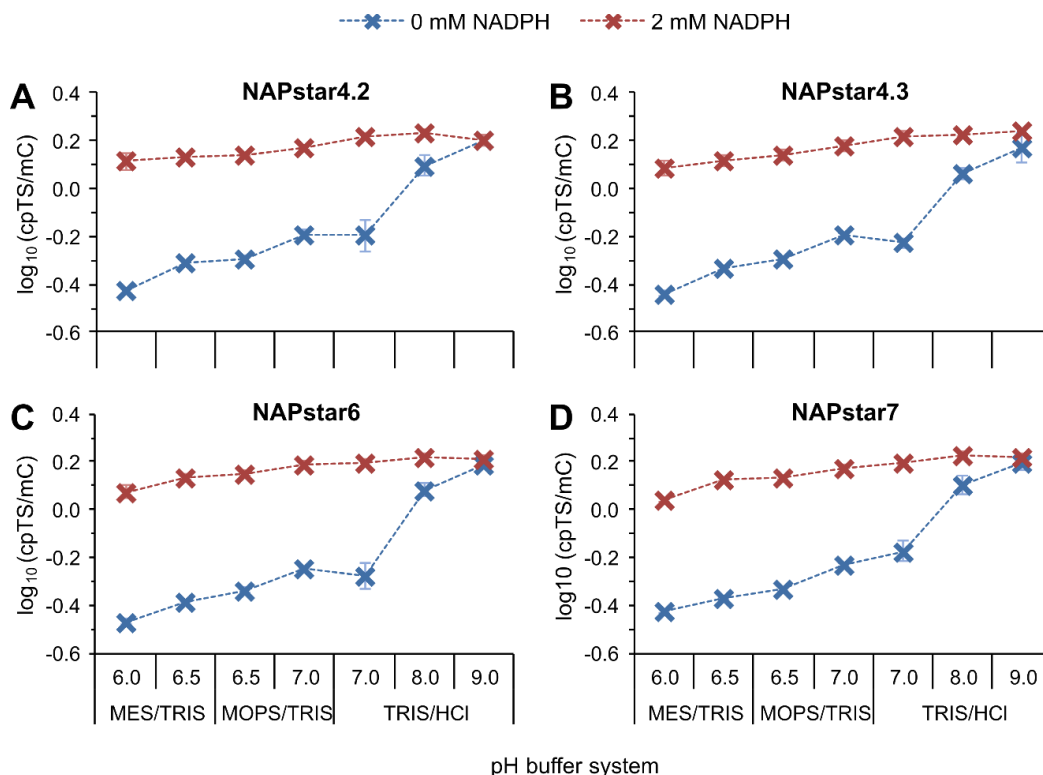 0 mM NADPH 2 mM NADPH
A NAPstar4.2
0.4
0.2
0.0
-0.2
-0.4
-0.6
log₁₀ (cpTS/mC)
B NAPstar4.3
0.4
0.2
0.0
-0.2
-0.4
-0.6
log₁₀ (cpTS/mC)
C NAPstar6
0.4
0.2
0.0
-0.2
-0.4
-0.6
log₁₀ (cpTS/mC)
6.0 6.5 6.5 7.0 7.0 8.0 9.0
MES/TRIS MOPS/TRIS TRIS/HCl
D NAPstar7
0.4
0.2
0.0
-0.2
-0.4
-0.6
log10 (cpTS/mC)
6.0 6.5 6.5 7.0 7.0 8.0 9.0
MES/TRIS MOPS/TRIS TRIS/HCl
pH buffer system